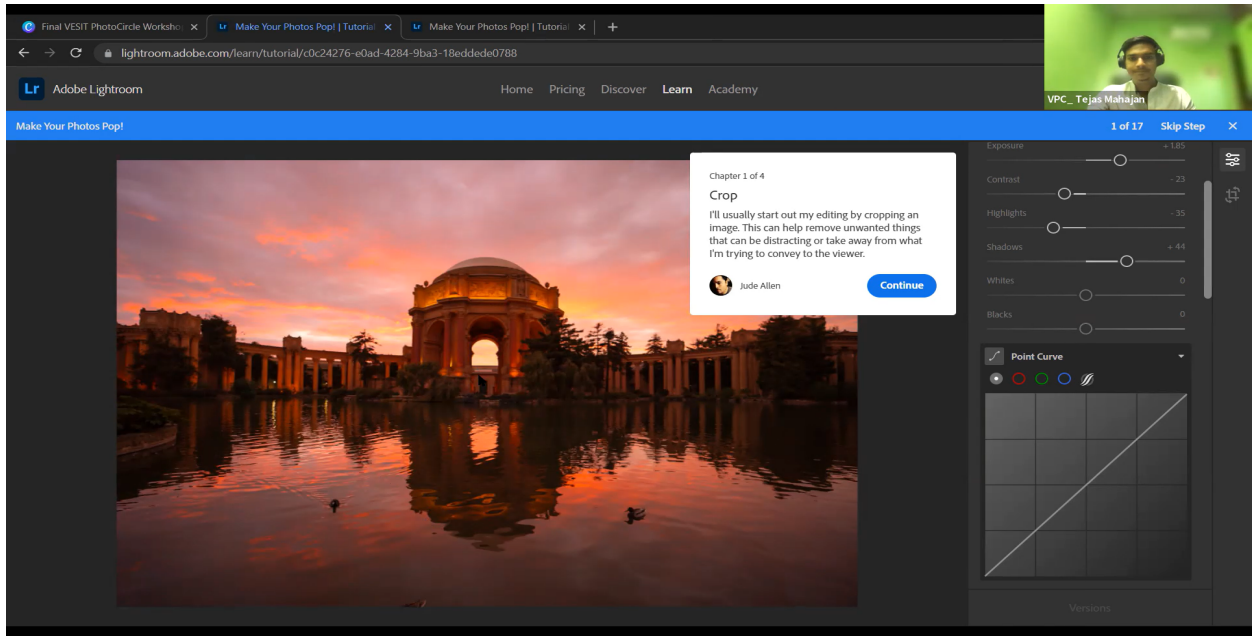 Final VESIT PhotoCircle Workshop
Make Your Photos Pop! | Tutorial
Make Your Photos Pop! | Tutorial
lightroom.adobe.com/learn/tutorial/c0c24276-e0ad-4284-9ba3-18eddede0788
Lr Adobe Lightroom
Home Pricing Discover Learn Academy
VPC_ Tejas Mahajan
Make Your Photos Pop!
1 of 17 Skip Step
Chapter 1 of 4
Crop
I'll usually start out my editing by cropping an
image. This can help remove unwanted things
that can be distracting or take away from what
I'm trying to convey to the viewer.
Jude Allen
Continue
Exposure + 1.85
Contrast - 23
Highlights - 35
Shadows + 44
Whites 0
Blacks 0
Point Curve
Versions